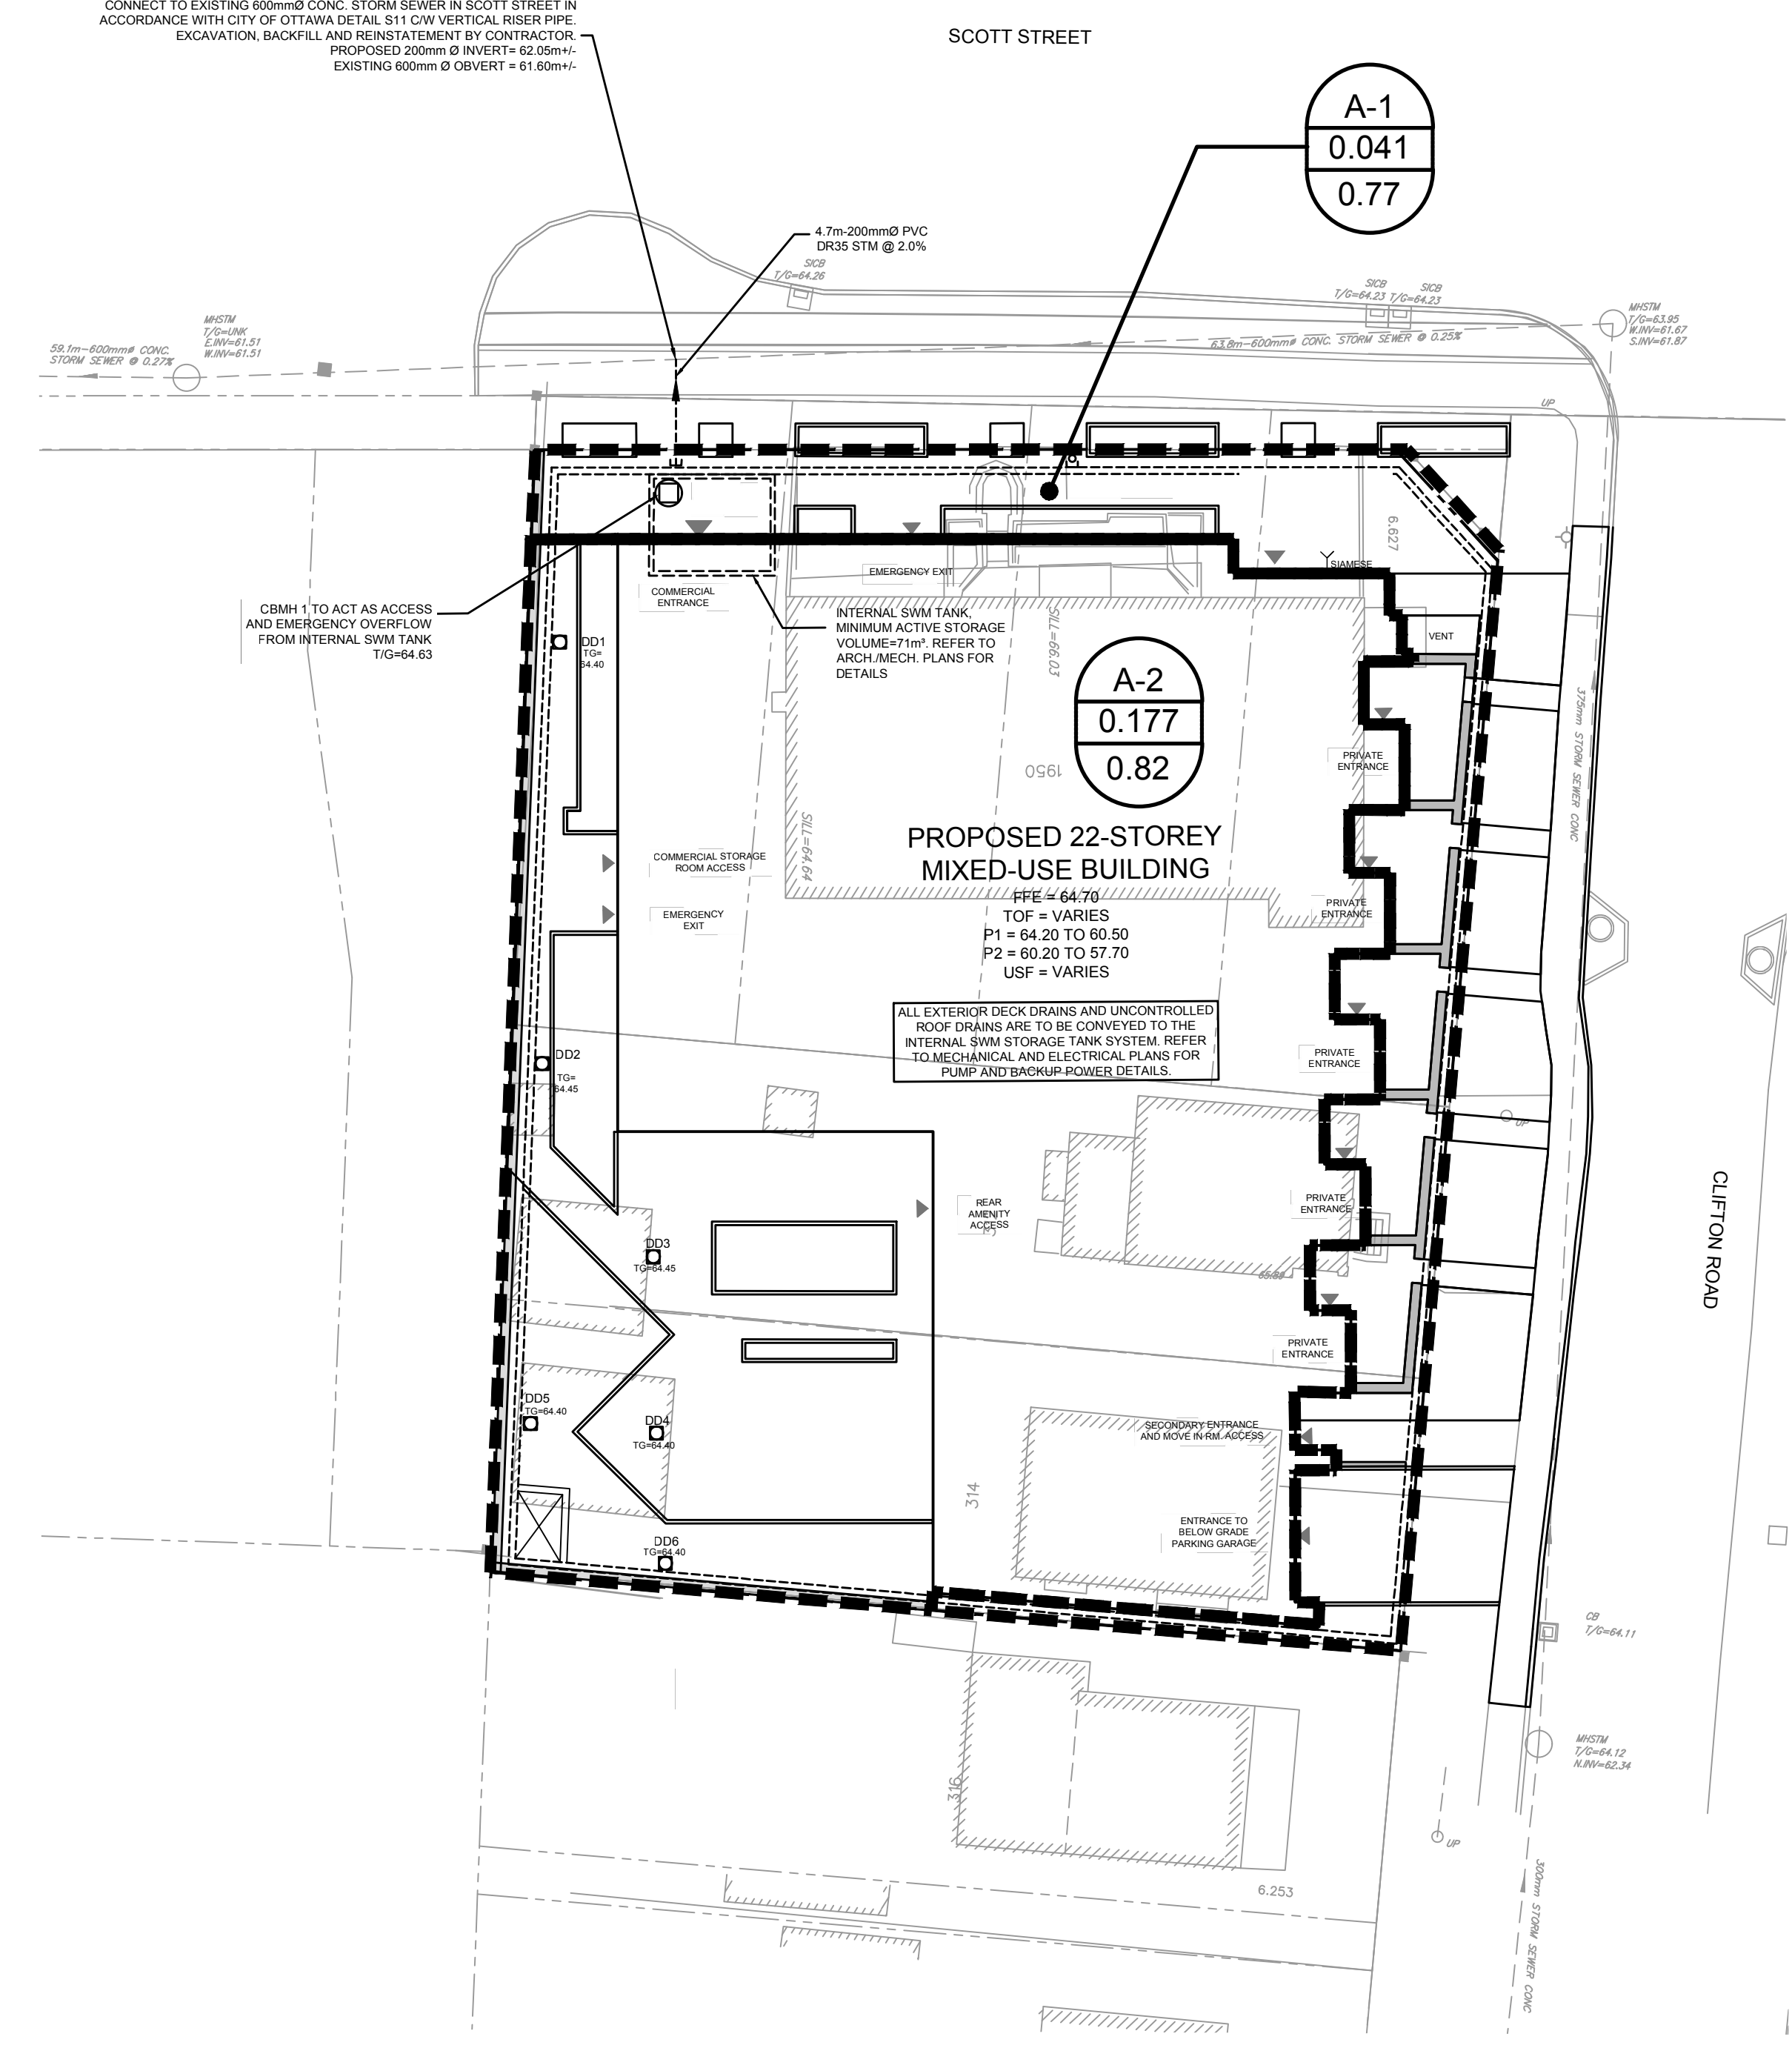 CONNECT TO EXISTING 600mmØ CONC. STORM SEWER IN SCOTT STREET IN
ACCORDANCE WITH CITY OF OTTAWA DETAIL S11 C/W VERTICAL RISER PIPE.
EXCAVATION, BACKFILL AND REINSTATEMENT BY CONTRACTOR.
PROPOSED 200mm Ø INVERT= 62.05m+/-
EXISTING 600mm Ø OBVERT = 61.60m+/-
SCOTT STREET
A-1
0.041
0.77
4.7m-200mmØ PVC
DR35 STM @ 2.0%
SICB
T/G=64.26
SICB
T/G=64.23
SICB
T/G=64.23
MHSTM
T/G=63.95
W.INV=61.67
S.INV=61.87
MHSTM
T/G=UNK
E.INV=61.51
W.INV=61.51
59.1m-600mmø CONC.
STORM SEWER @ 0.27%
63.8m-600mmø CONC. STORM SEWER @ 0.25%
UP
6.627
SIAMESE
EMERGENCY EXIT
COMMERCIAL
ENTRANCE
CBMH 1 TO ACT AS ACCESS
AND EMERGENCY OVERFLOW
FROM INTERNAL SWM TANK
T/G=64.63
INTERNAL SWM TANK,
MINIMUM ACTIVE STORAGE
VOLUME=71m³. REFER TO
ARCH./MECH. PLANS FOR
DETAILS
SILL=66.03
VENT
DD1
TG=
64.40
A-2
0.177
0.82
1950
375mm STORM SEWER CONC
PRIVATE
ENTRANCE
SILL=64.64
PROPOSED 22-STOREY
MIXED-USE BUILDING
FFE = 64.70
TOF = VARIES
P1 = 64.20 TO 60.50
P2 = 60.20 TO 57.70
USF = VARIES
COMMERCIAL STORAGE
ROOM ACCESS
EMERGENCY
EXIT
PRIVATE
ENTRANCE
ALL EXTERIOR DECK DRAINS AND UNCONTROLLED
ROOF DRAINS ARE TO BE CONVEYED TO THE
INTERNAL SWM STORAGE TANK SYSTEM. REFER
TO MECHANICAL AND ELECTRICAL PLANS FOR
PUMP AND BACKUP POWER DETAILS.
DD2
TG=
64.45
PRIVATE
ENTRANCE
UP
REAR
AMENITY
ACCESS
PRIVATE
ENTRANCE
CLIFTON ROAD
DD3
TG=64.45
PRIVATE
ENTRANCE
DD5
TG=64.40
DD4
TG=64.40
SECONDARY ENTRANCE
AND MOVE IN RM. ACCESS
314
ENTRANCE TO
BELOW GRADE
PARKING GARAGE
DD6
TG=64.40
CB
T/G=64.11
MHSTM
T/G=64.12
N.INV=62.34
316
UP
6.253
300mm STORM SEWER CONC